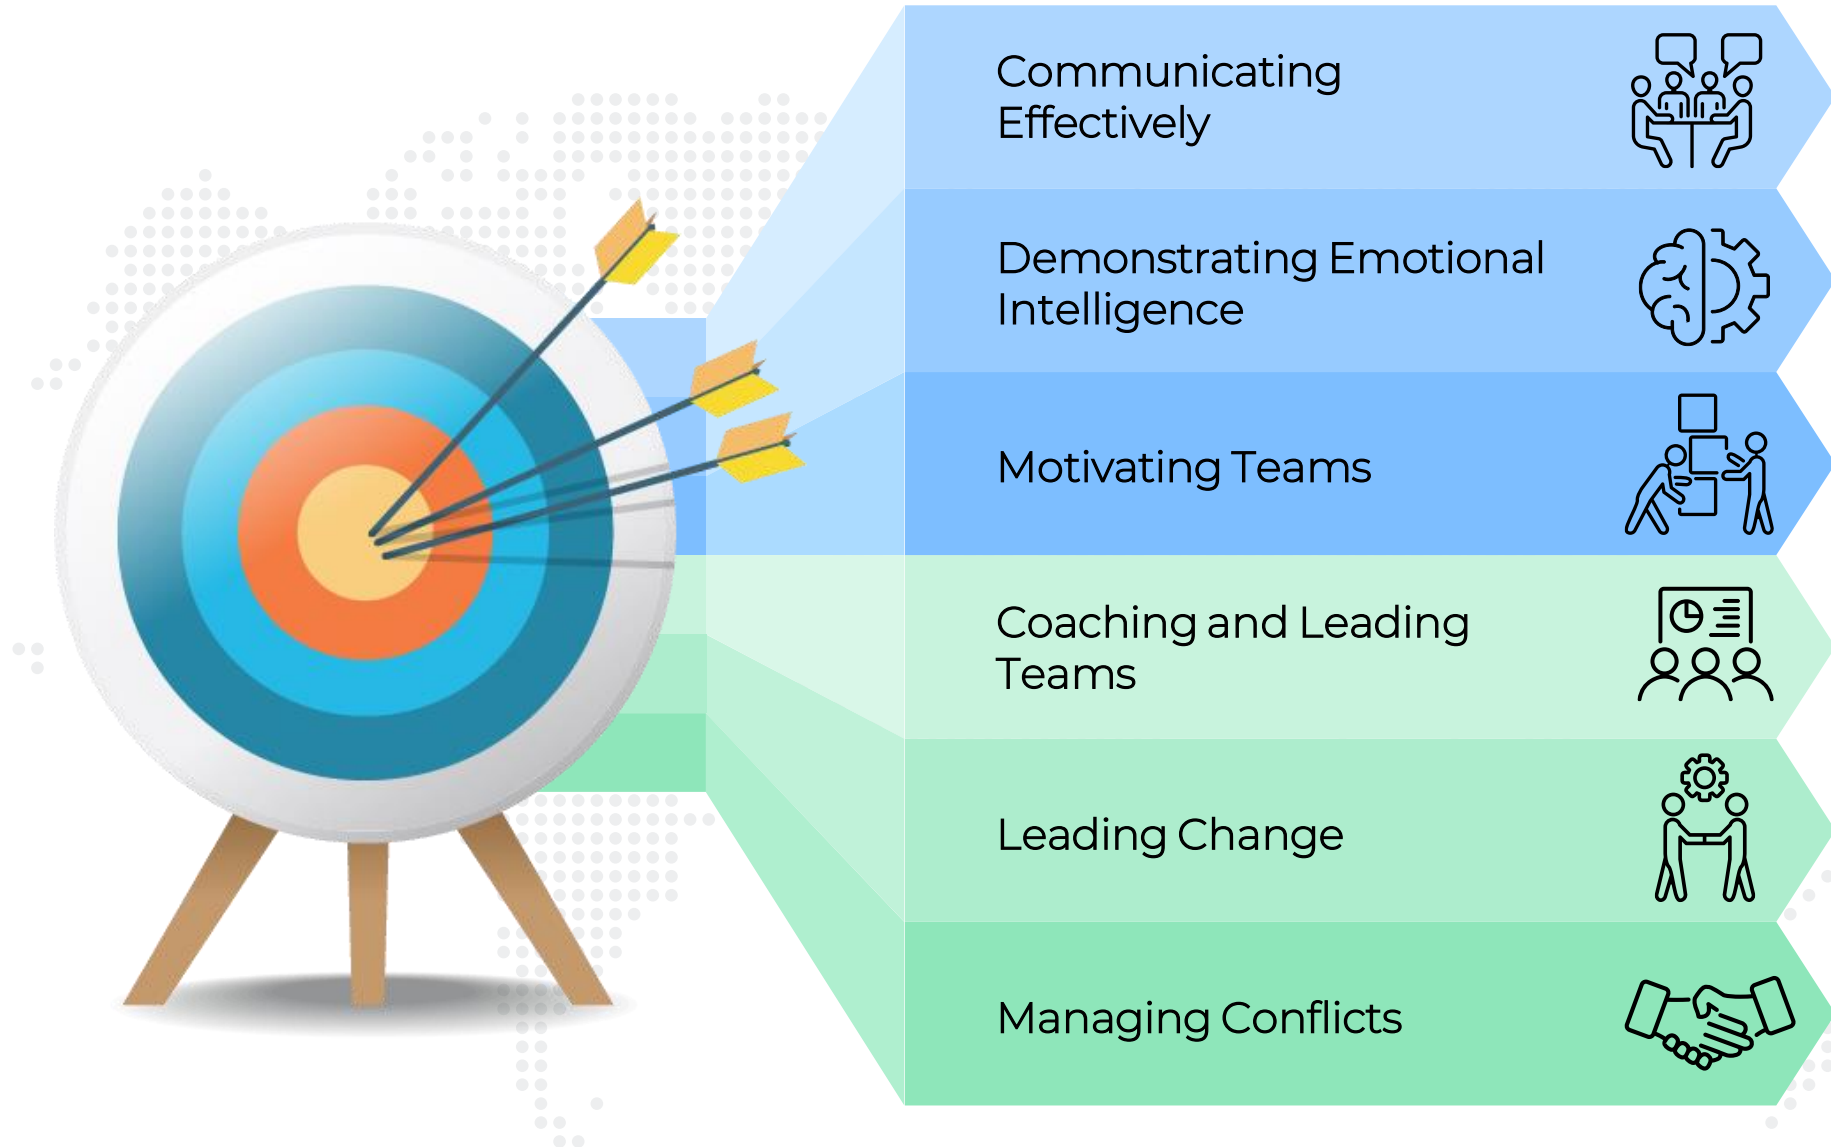 Communicating
Effectively
Demonstrating Emotional
Intelligence
Motivating Teams
Coaching and Leading
Teams
Leading Change
Managing Conflicts